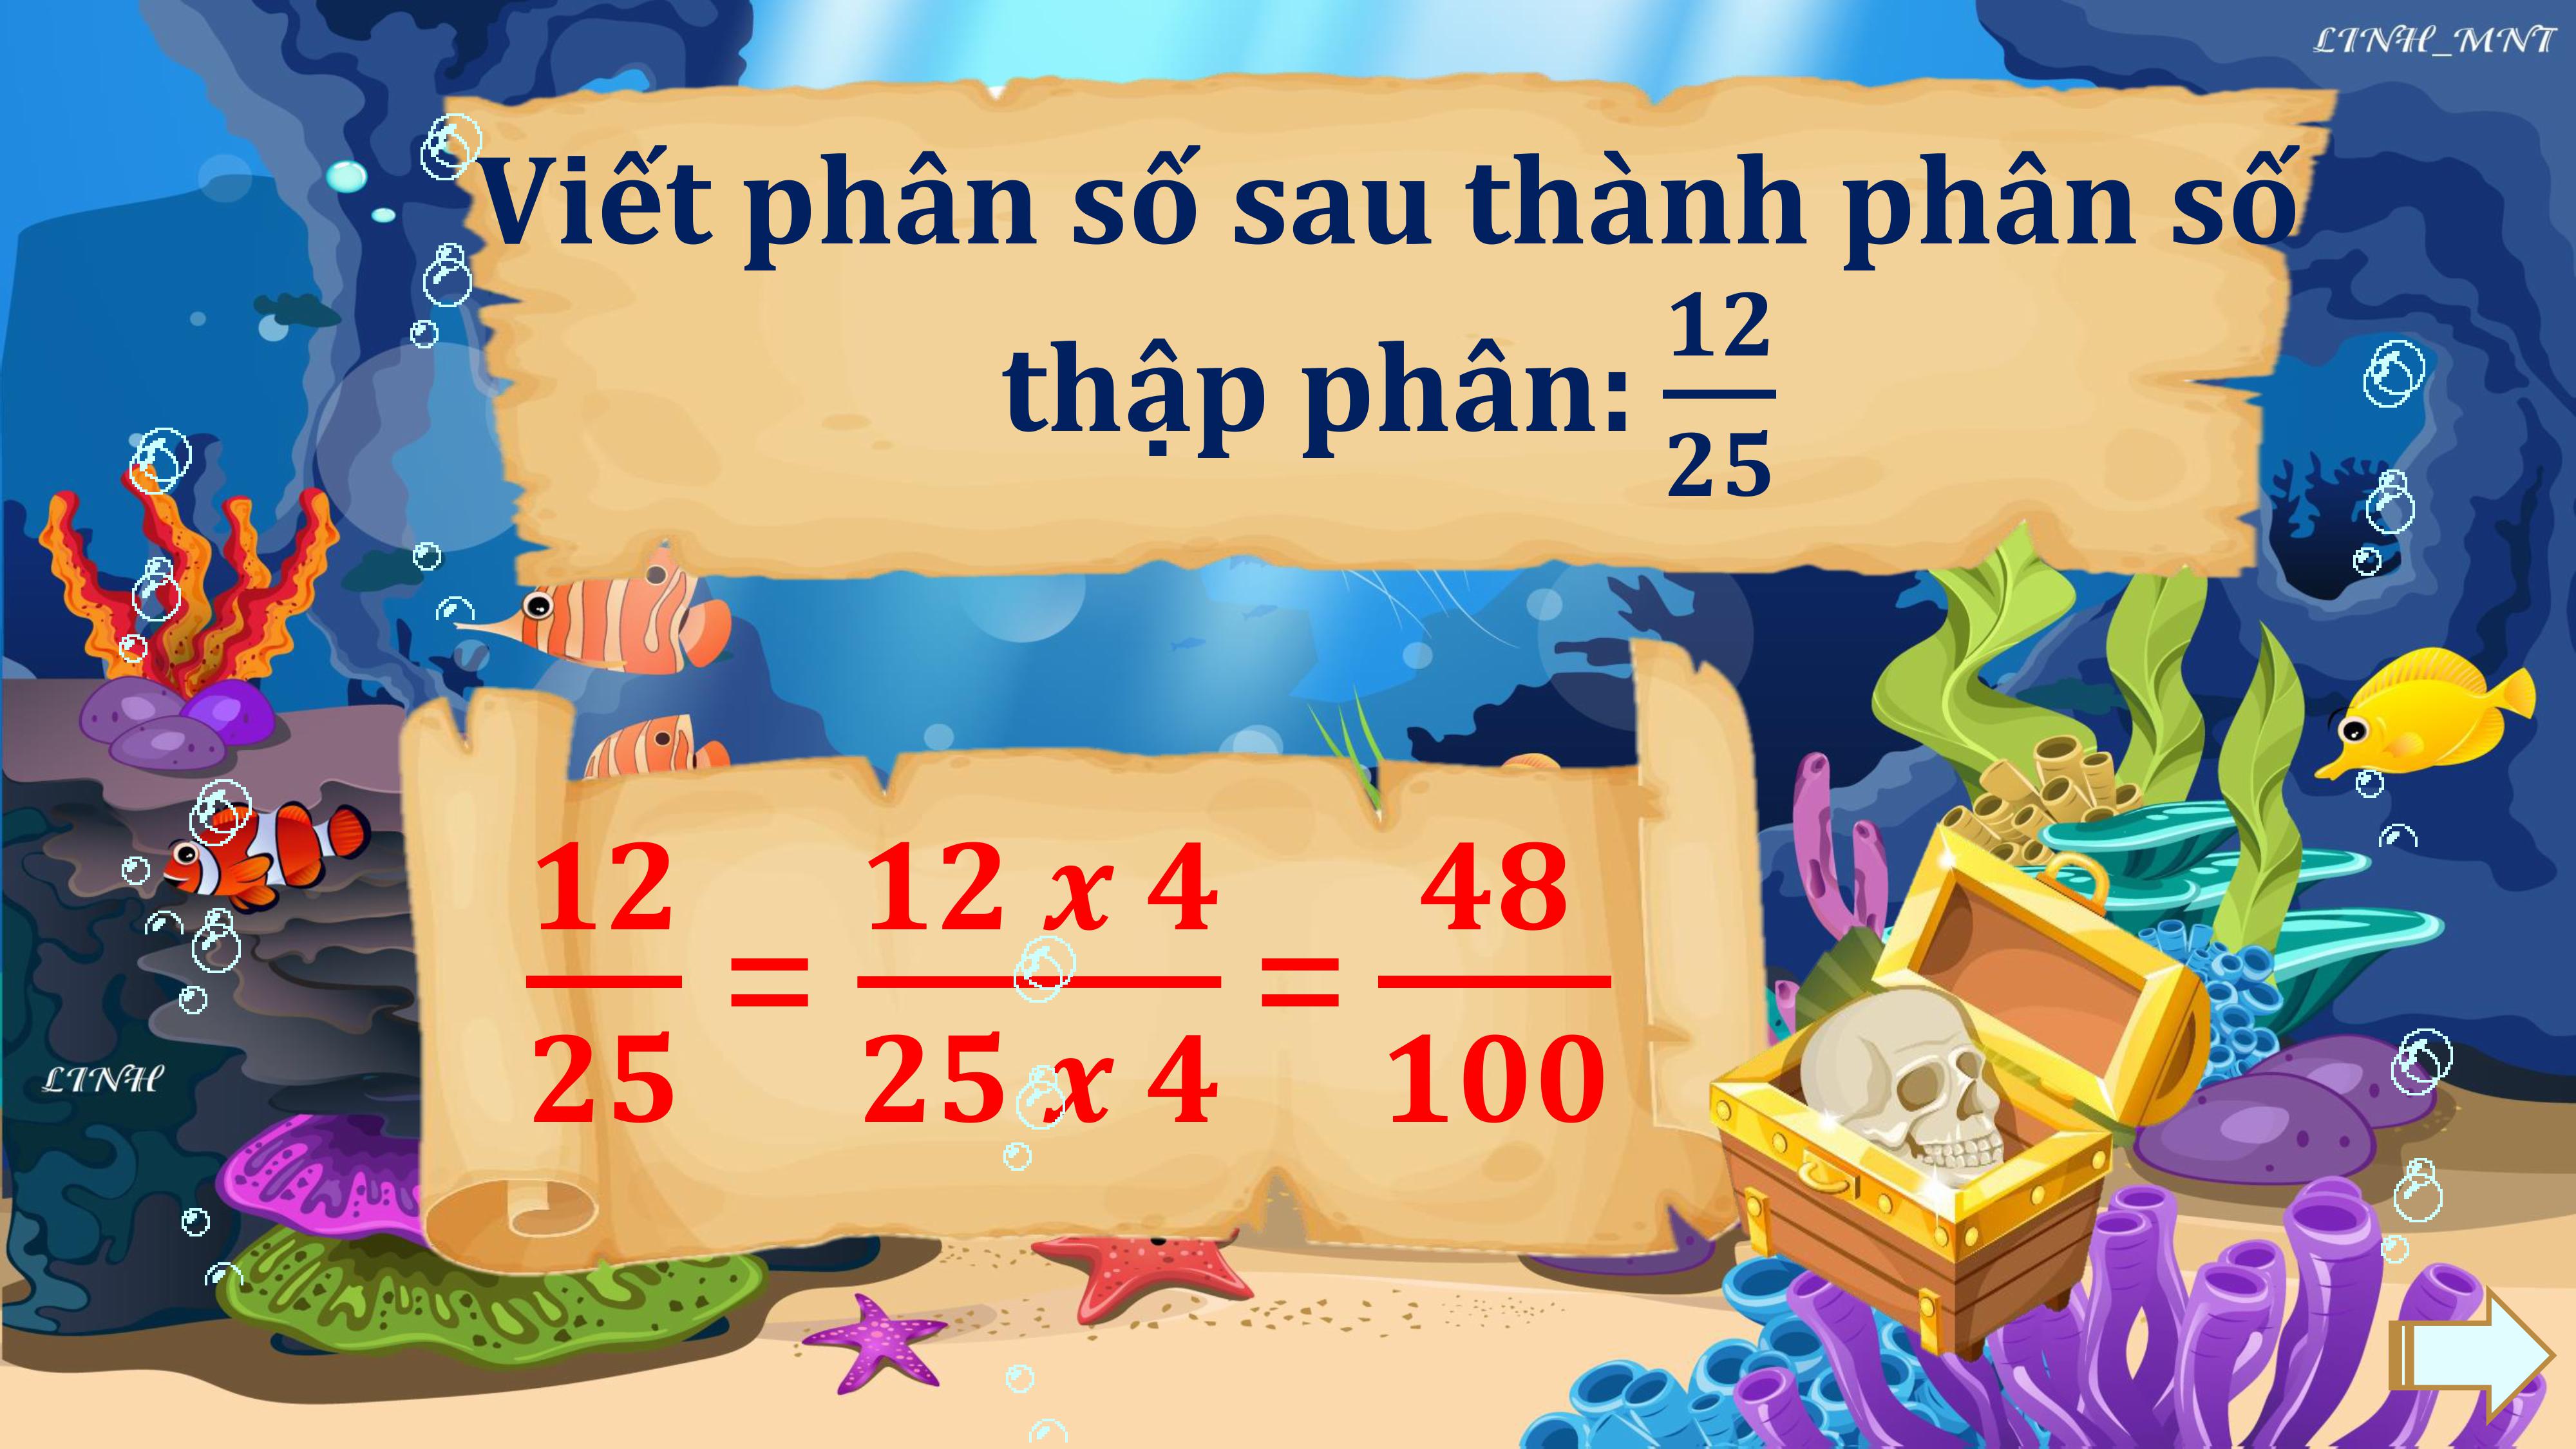 LINH_MNT
Viết phân số sau thành phân số
thập phân: 12/25
12/25 = 12 x 4/25 x 4 = 48/100
LINH